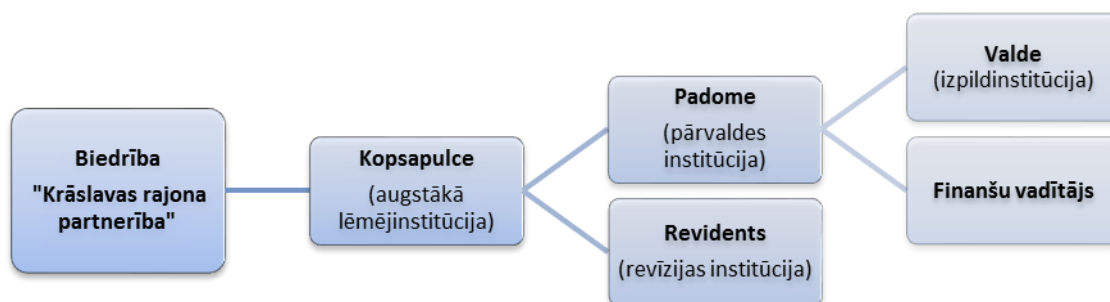 Biedrība
"Krāslavas rajona
partnerība"
Kopsapulce
(augstākā
lēmējinstitūcija)
Padome
(pārvaldes
institūcija)
Revidents
(revīzijas institūcija)
Valde
(izpildinstitūcija)
Finanšu vadītājs